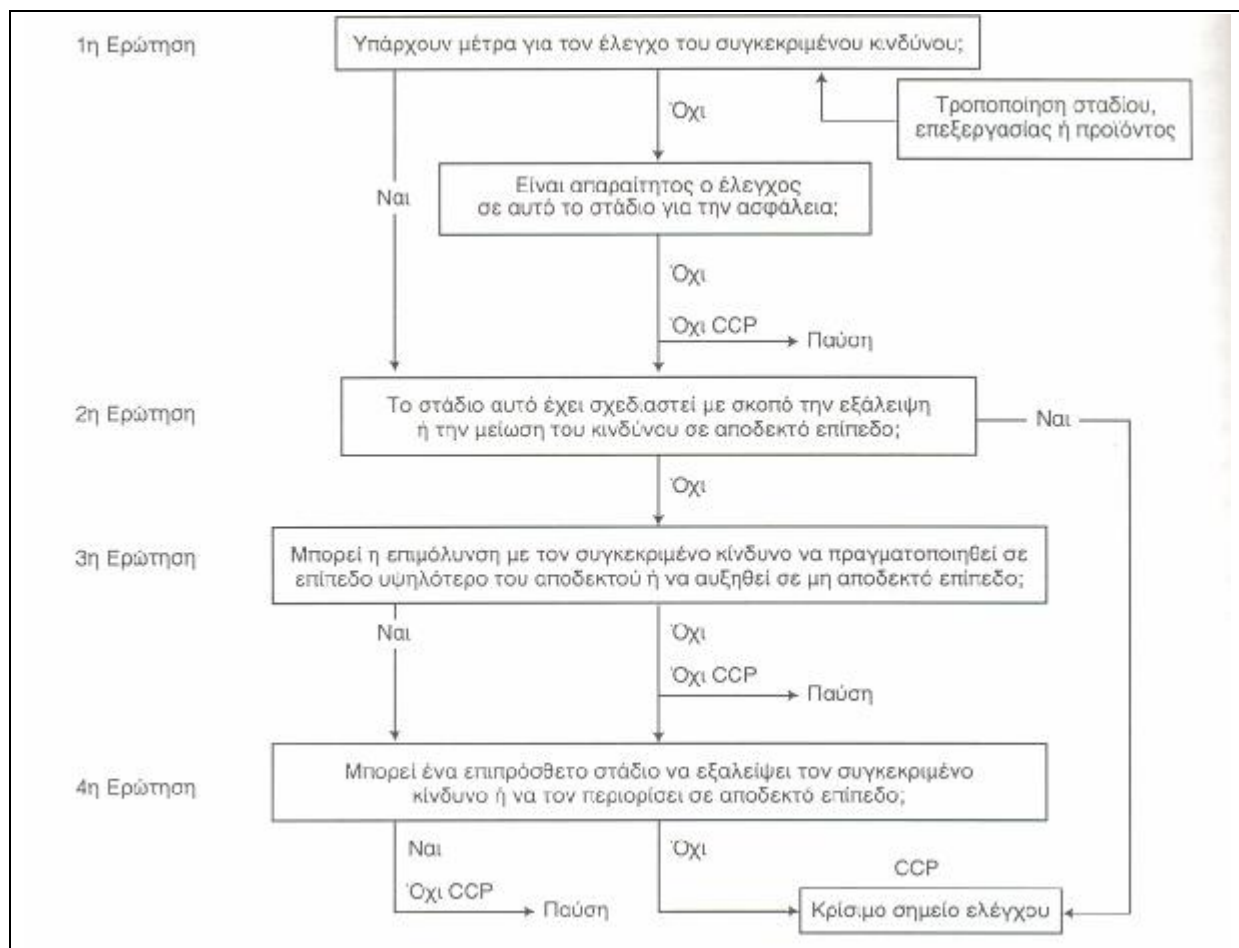 1η Ερώτηση
Υπάρχουν μέτρα για τον έλεγχο του συγκεκριμένου κινδύνου;
Όχι
Τροποποίηση σταδίου,
επεξεργασίας ή προϊόντος
Ναι
Είναι απαραίτητος ο έλεγχος
σε αυτό το στάδιο για την ασφάλεια;
Όχι
Όχι CCP
Παύση
2η Ερώτηση
Το στάδιο αυτό έχει σχεδιαστεί με σκοπό την εξάλειψη
ή την μείωση του κινδύνου σε αποδεκτό επίπεδο;
Ναι
Όχι
3η Ερώτηση
Μπορεί η επιμόλυνση με τον συγκεκριμένο κίνδυνο να πραγματοποιηθεί σε
επίπεδο υψηλότερο του αποδεκτού ή να αυξηθεί σε μη αποδεκτό επίπεδο;
Ναι
Όχι
Όχι CCP
Παύση
4η Ερώτηση
Μπορεί ένα επιπρόσθετο στάδιο να εξαλείψει τον συγκεκριμένο
κίνδυνο ή να τον περιορίσει σε αποδεκτό επίπεδο;
Ναι
Όχι
Όχι CCP
Παύση
CCP
Κρίσιμο σημείο ελέγχου